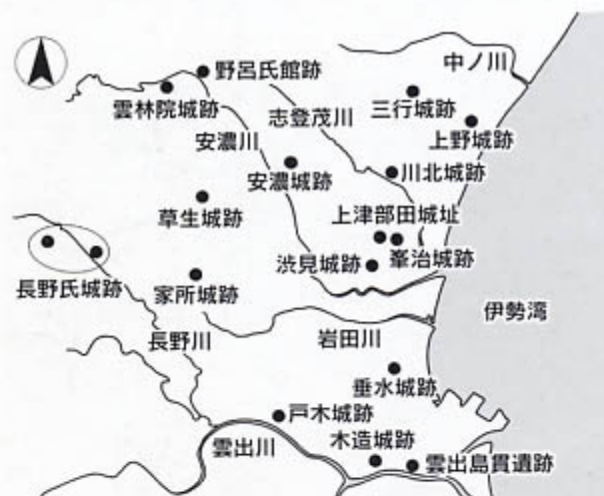 中ノ川
野呂氏館跡
雲林院城跡
志登茂川
三行城跡
上野城跡
安濃川
安濃城跡
川北城跡
草生城跡
上津部田城址
渋見城跡
峯治城跡
長野氏城跡
家所城跡
伊勢湾
長野川
岩田川
垂水城跡
戸木城跡
木造城跡
雲出川
雲出島貫遺跡